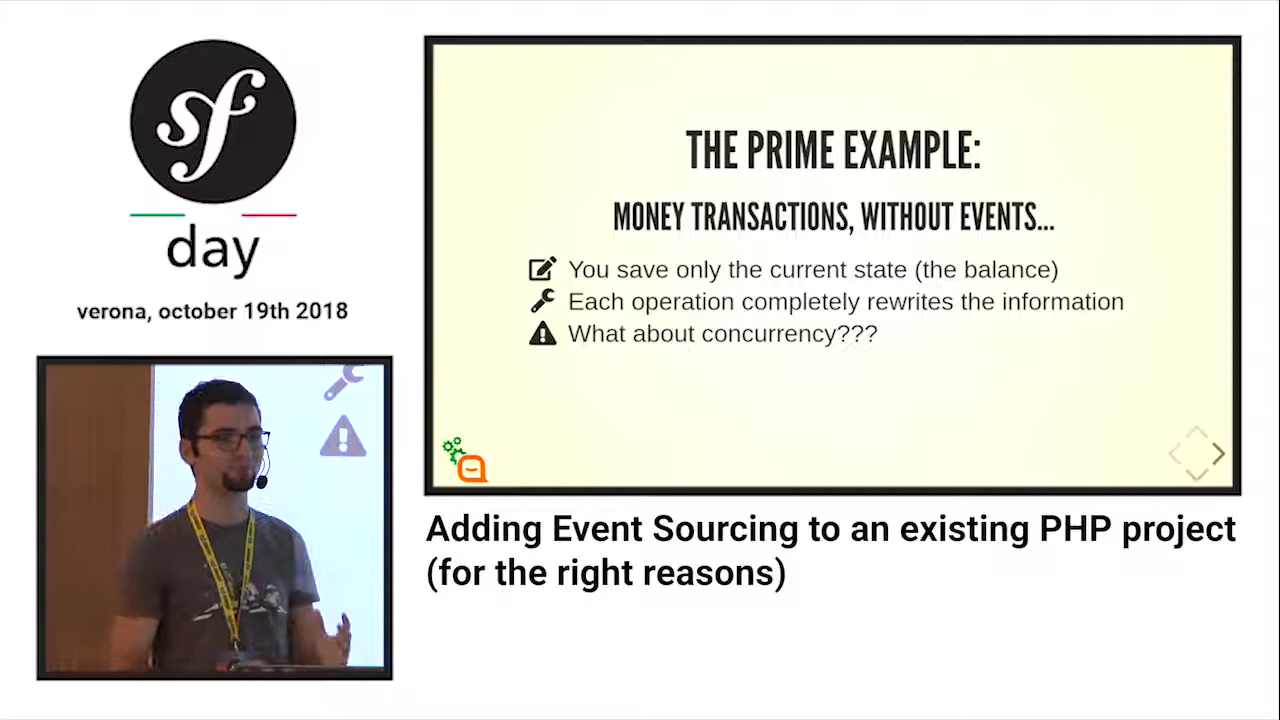 sf
day
verona, october 19th 2018
THE PRIME EXAMPLE:
MONEY TRANSACTIONS, WITHOUT EVENTS...
You save only the current state (the balance)
Each operation completely rewrites the information
What about concurrency???
Adding Event Sourcing to an existing PHP project
(for the right reasons)